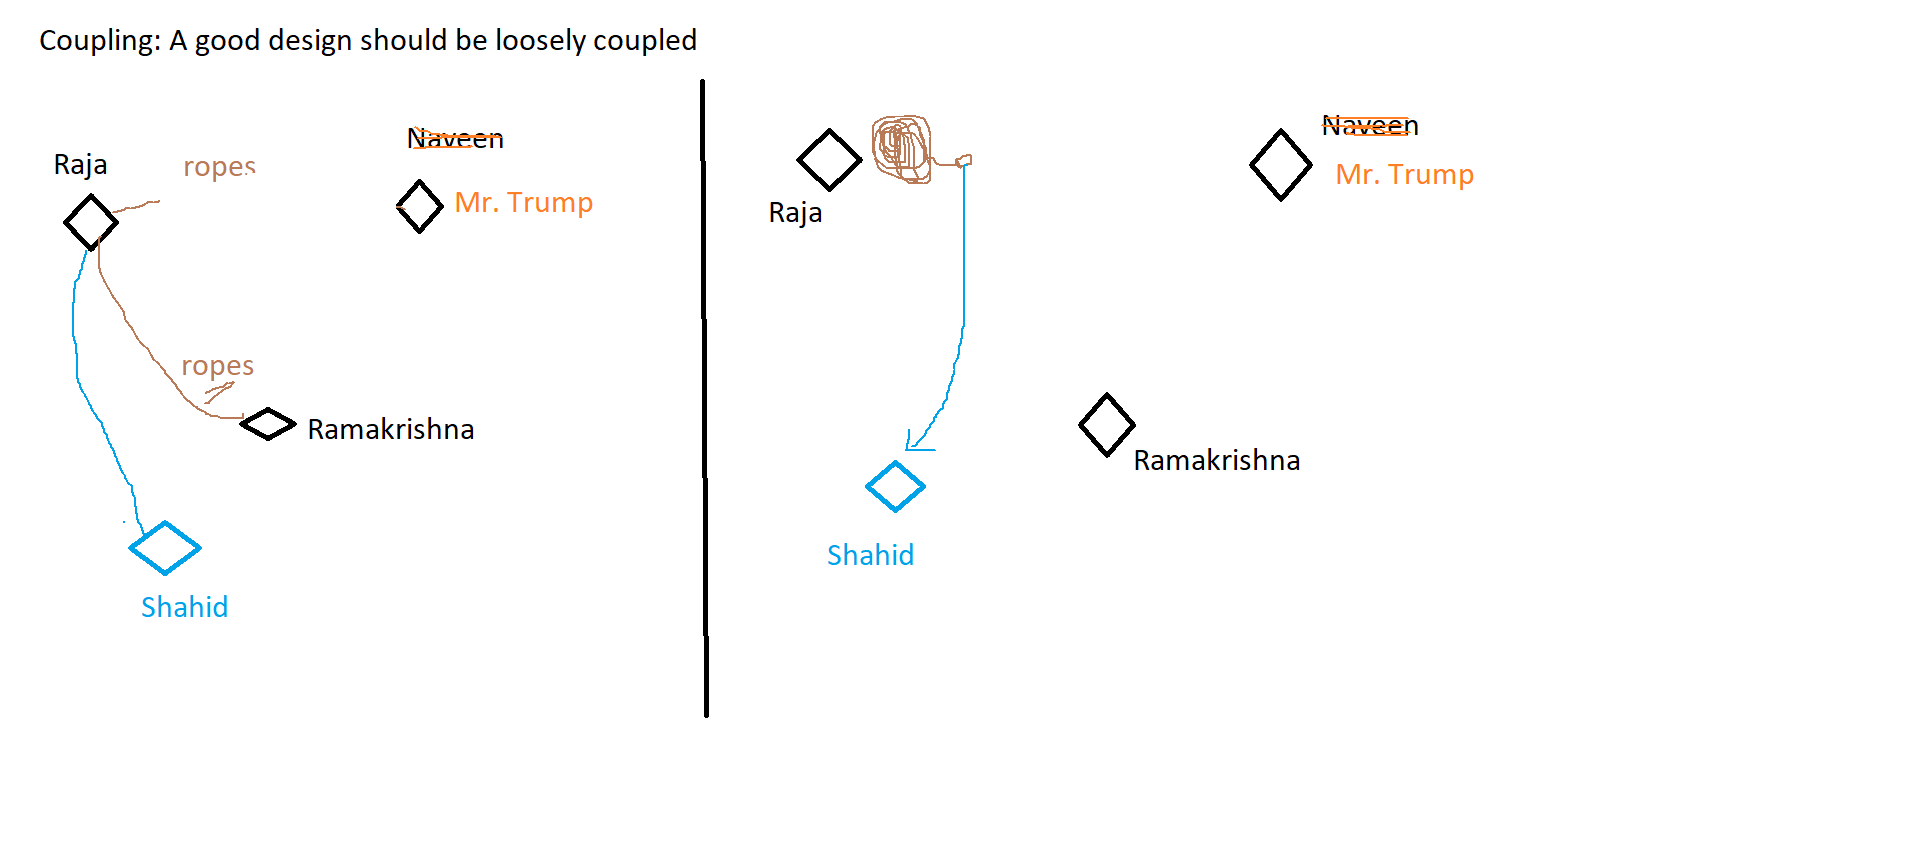 Coupling: A good design should be loosely coupled
Naveen
Raja
ropes
Mr. Trump
ropes
Ramakrishna
Shahid
Naveen
Mr. Trump
Raja
Ramakrishna
Shahid